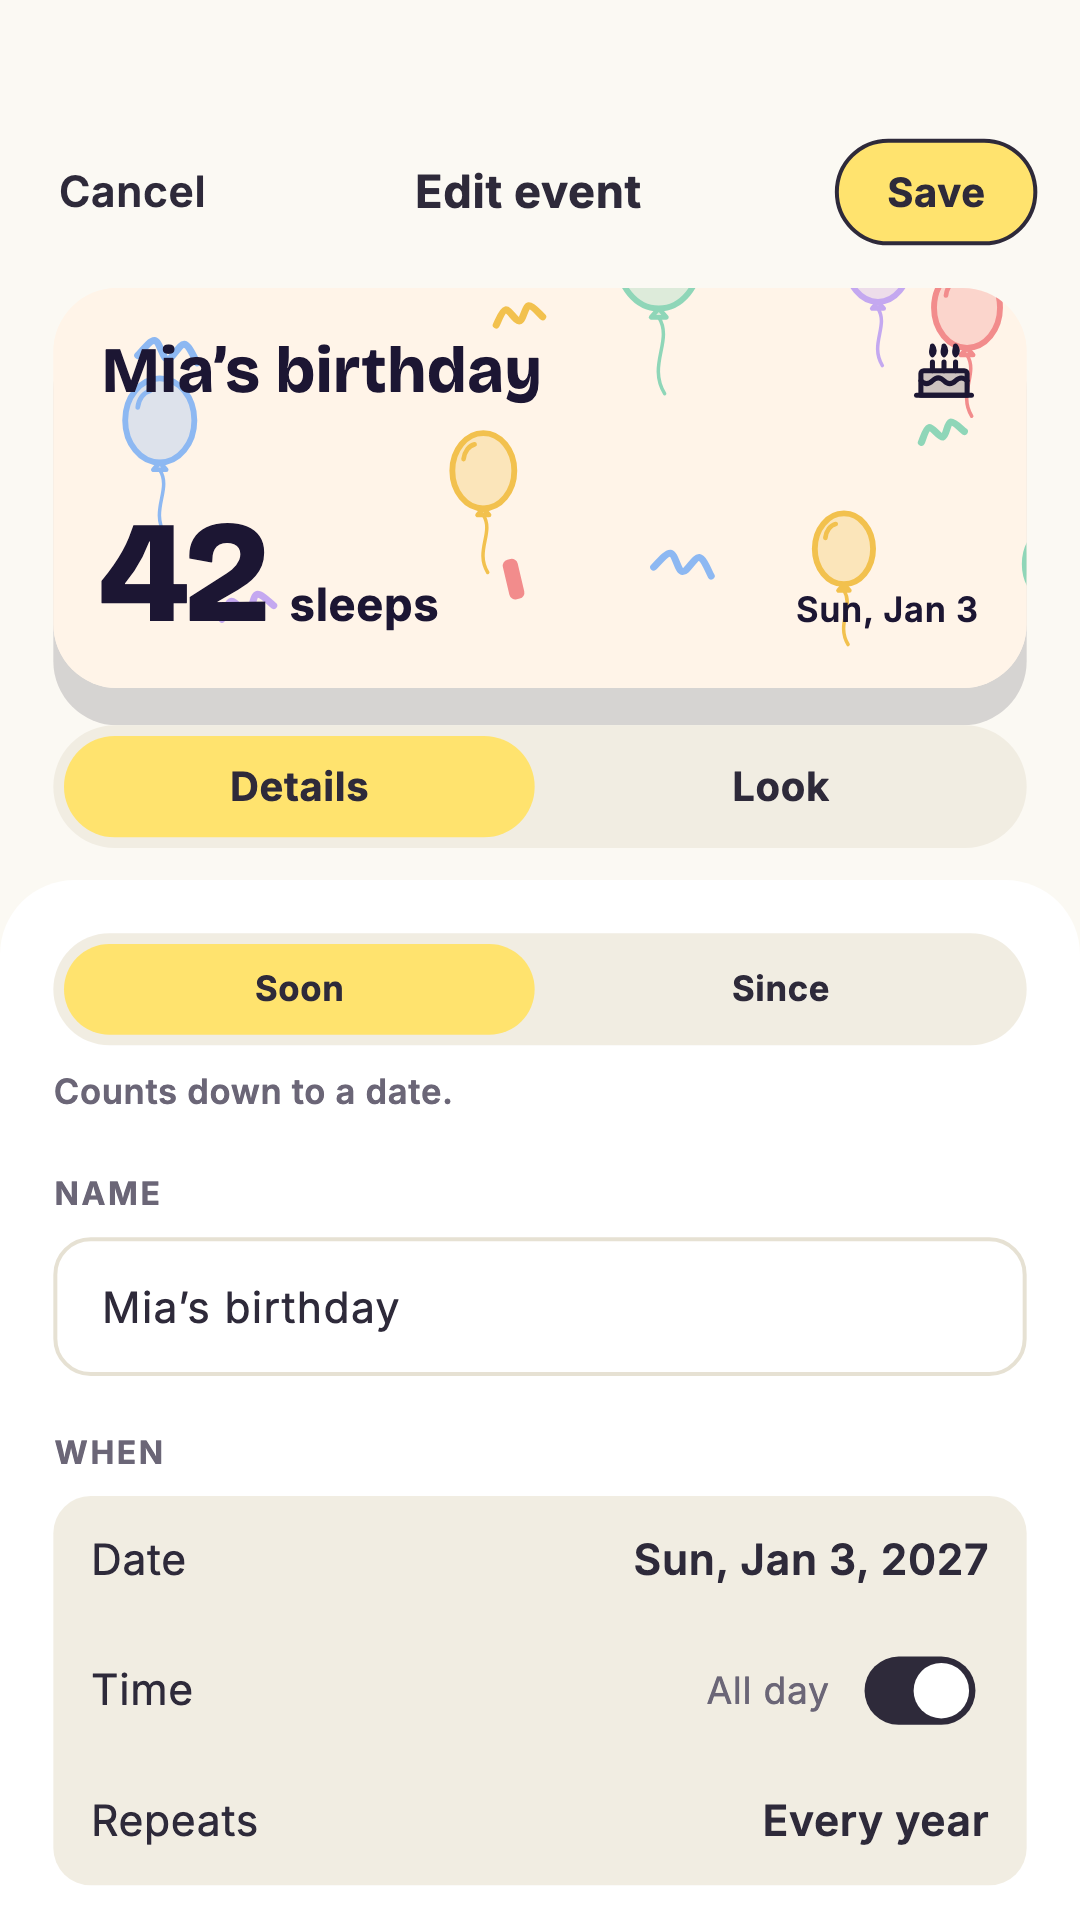 Cancel
Edit event
Save
Mia’s birthday
42 sleeps
Sun, Jan 3
Details
Look
Soon
Since
Counts down to a date.
NAME
Mia’s birthday
WHEN
Date
Sun, Jan 3, 2027
Time
All day
Repeats
Every year